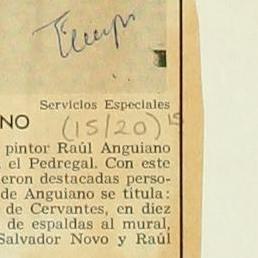 Tiempo
Servicios Especiales
NO
(15/20) 15
pintor Raúl Anguiano
el Pedregal. Con este
eron destacadas perso-
de Anguiano se titula:
de Cervantes, en diez
de espaldas al mural,
Salvador Novo y Raúl